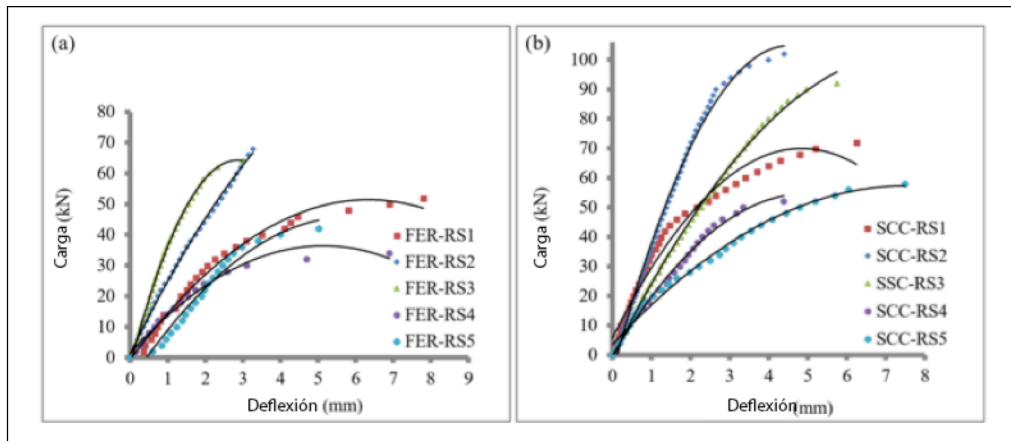 (a)
Carga (kN)
80
70
60
50
40
30
20
10
0
0 1 2 3 4 5 6 7 8 9
Deflexión (mm)
FER-RS1
FER-RS2
FER-RS3
FER-RS4
FER-RS5
(b)
Carga (kN)
100
90
80
70
60
50
40
30
20
10
0
0 1 2 3 4 5 6 7 8
Deflexión(mm)
SCC-RS1
SCC-RS2
SSC-RS3
SCC-RS4
SCC-RS5